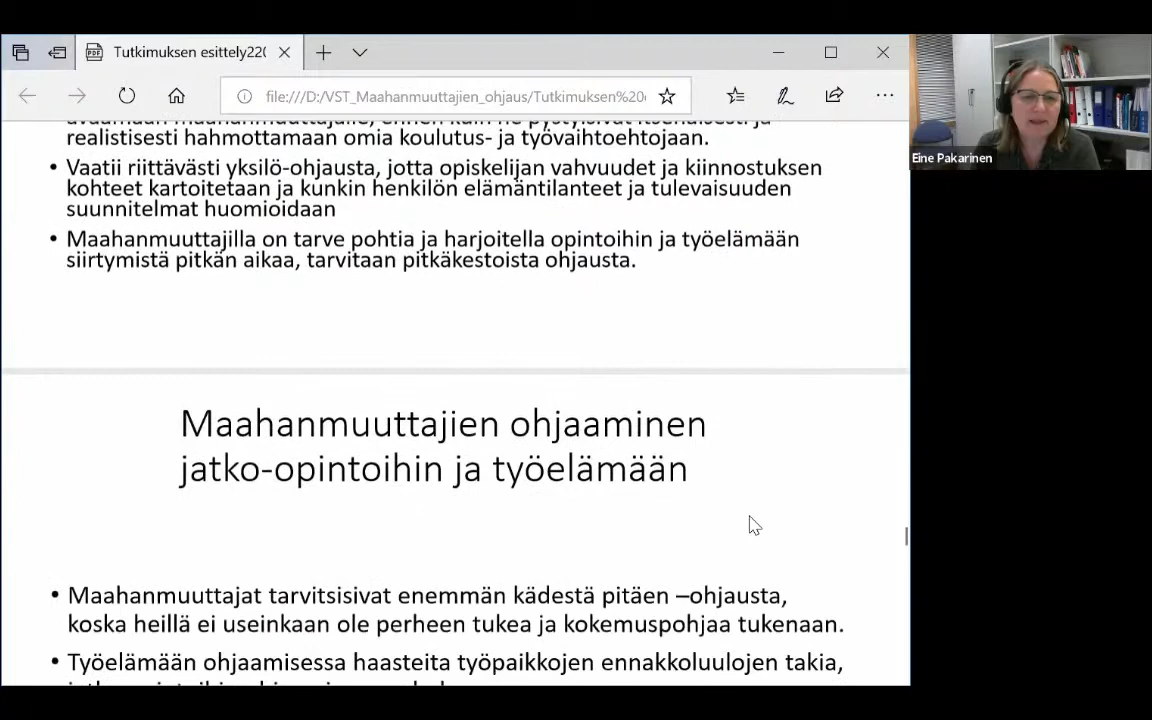 Tutkimuksen esittely220
file:///D:/VST_Maahanmuuttajien_ohjaus/Tutkimuksen%20
Eine Pakarinen
realistisesti hahmottamaan omia koulutus- ja työvaihtoehtojaan.
• Vaatii riittävästi yksilö-ohjausta, jotta opiskelijan vahvuudet ja kiinnostuksen
kohteet kartoitetaan ja kunkin henkilön elämäntilanteet ja tulevaisuuden
suunnitelmat huomioidaan
• Maahanmuuttajilla on tarve pohtia ja harjoitella opintoihin ja työelämään
siirtymistä pitkän aikaa, tarvitaan pitkäkestoista ohjausta.
Maahanmuuttajien ohjaaminen
jatko-opintoihin ja työelämään
• Maahanmuuttajat tarvitsisivat enemmän kädestä pitäen –ohjausta,
koska heillä ei useinkaan ole perheen tukea ja kokemuspohjaa tukenaan.
• Työelämään ohjaamisessa haasteita työpaikkojen ennakkoluulojen takia,